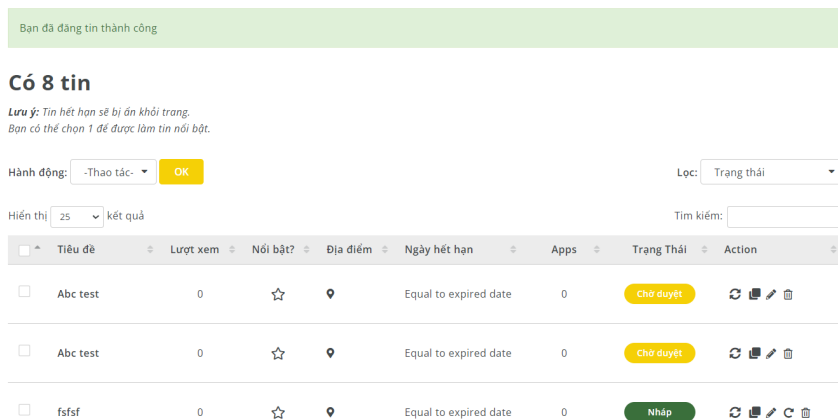 Bạn đã đăng tin thành công
Có 8 tin
Lưu ý: Tin hết hạn sẽ bị ẩn khỏi trang.
Bạn có thể chọn 1 để được làm tin nổi bật.
Hành động: -Thao tác- OK Lọc: Trạng thái
Hiển thị 25 kết quả Tìm kiếm:
Tiêu đề Lượt xem Nổi bật? Địa điểm Ngày hết hạn Apps Trạng Thái Action
Abc test 0 Equal to expired date 0 Chờ duyệt
Abc test 0 Equal to expired date 0 Chờ duyệt
fsfsf 0 Equal to expired date 0 Nháp